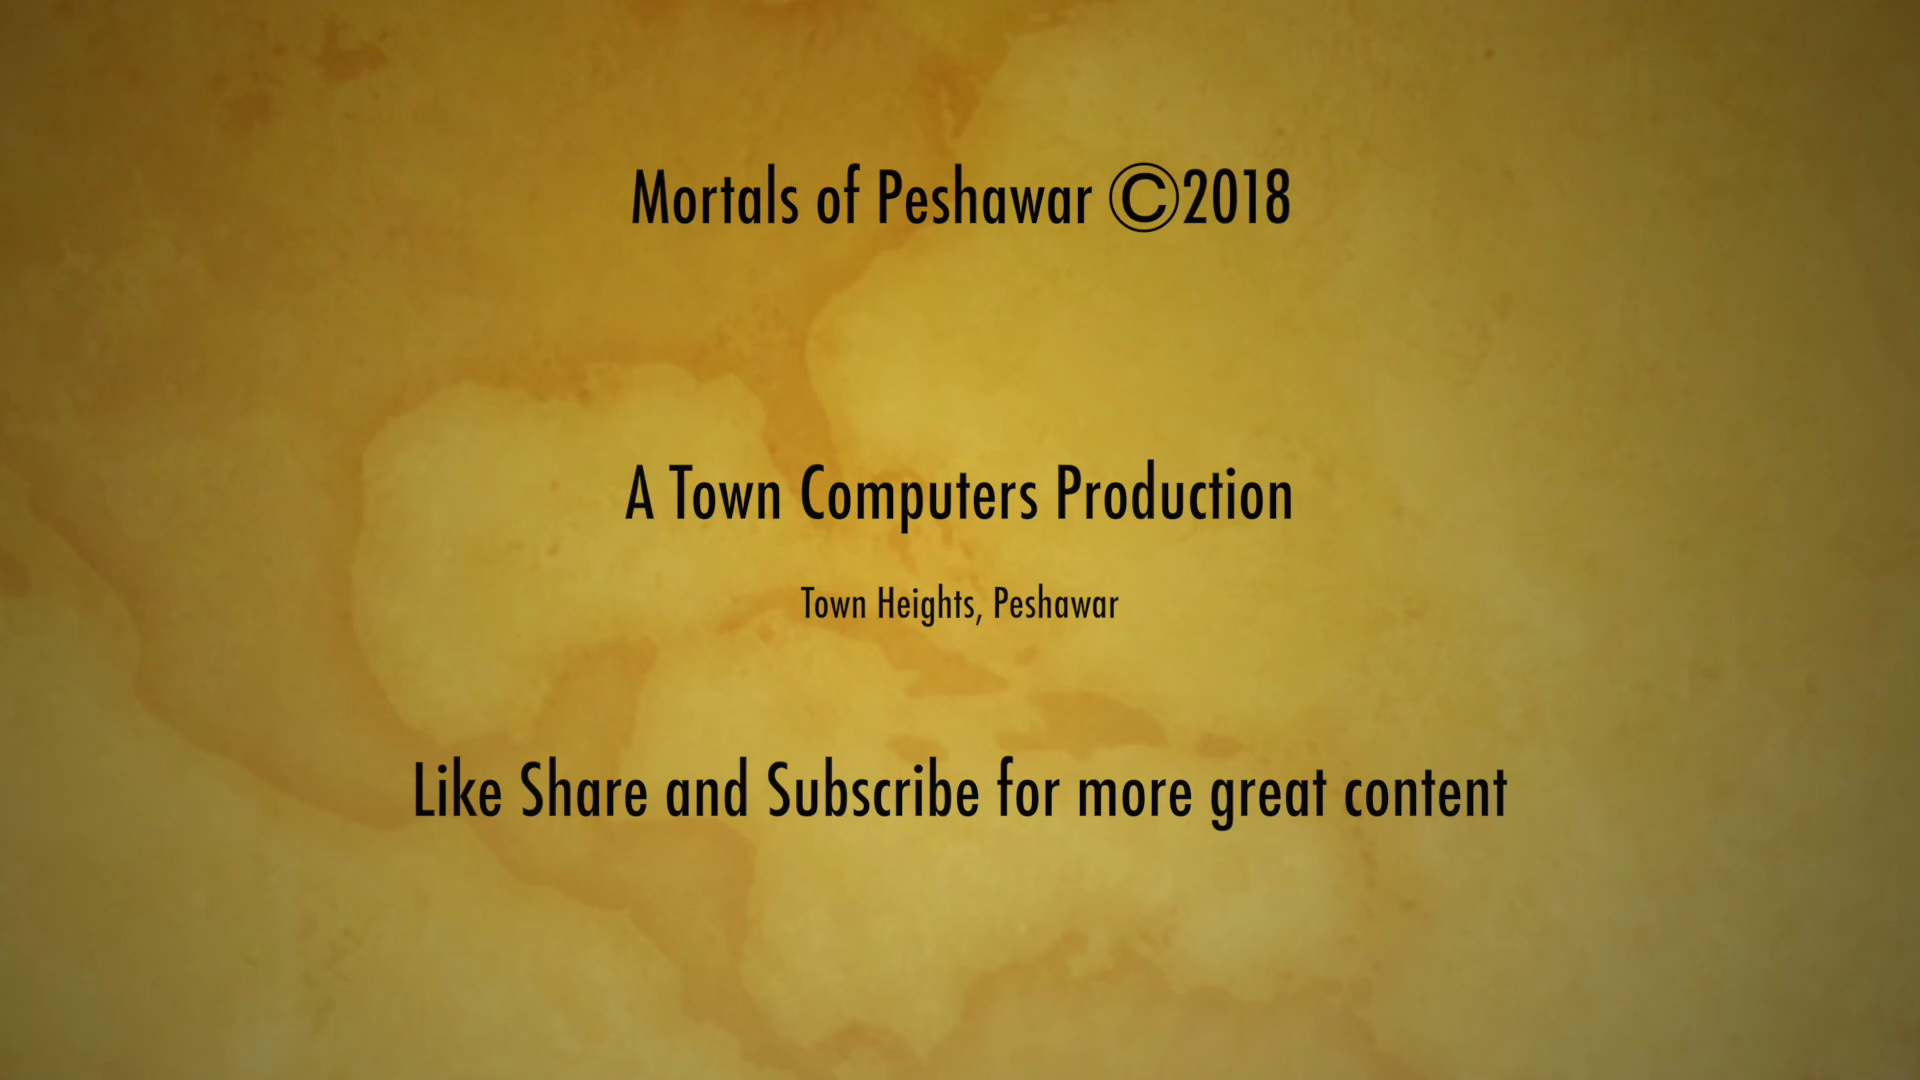 Mortals of Peshawar ©2018
A Town Computers Production
Town Heights, Peshawar
Like Share and Subscribe for more great content